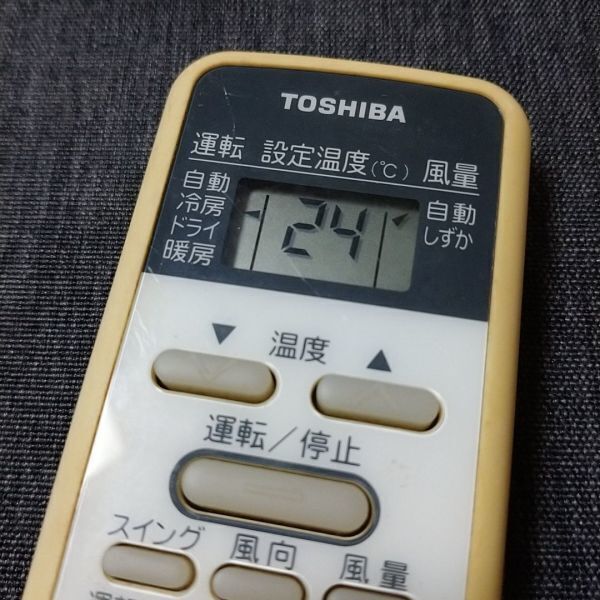 TOSHIBA
運転 設定温度(℃) 風量
自動
冷房
ドライ
暖房
24
自動
しずか
▼ 温度 ▲
運転/停止
スイング 風向 風量